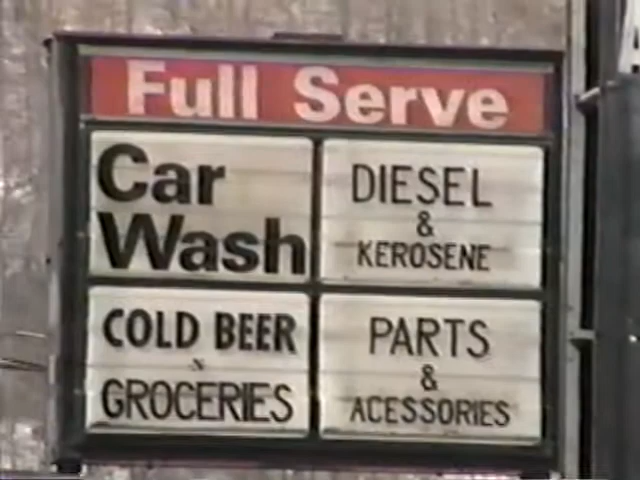 Full Serve
Car
Wash
DIESEL
&
KEROSENE
COLD BEER
N
GROCERIES
PARTS
&
ACESSORIES